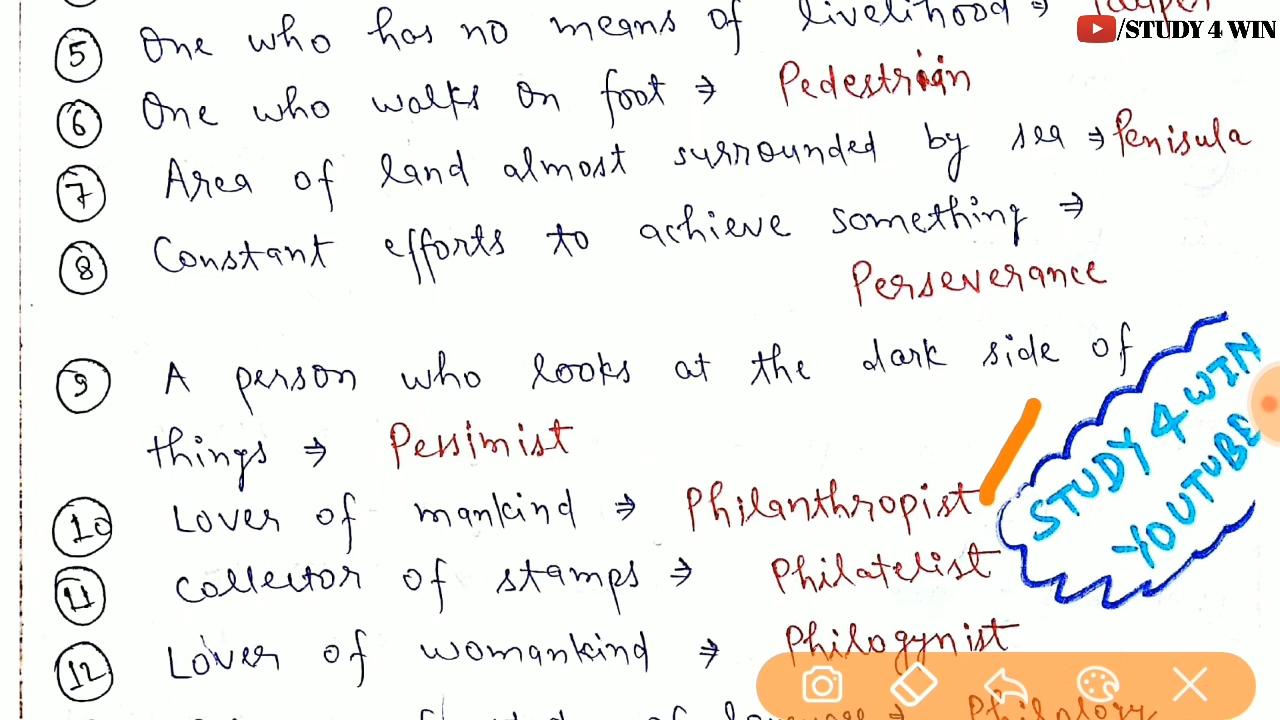 /STUDY 4 WIN
5 One who has no means of livelihood ⇒
6 One who walks on foot ⇒ Pedestrian
7 Area of land almost surrounded by sea ⇒ Penisula
8 Constant efforts to achieve something ⇒
Perseverance
9 A person who looks at the dark side of
things ⇒ Pessimist
10 Lover of mankind ⇒ Philanthropist
11 Collector of stamps ⇒ Philatelist
12 Lover of womankind ⇒ Philogynist
STUDY 4 WIN
YOUTUBE